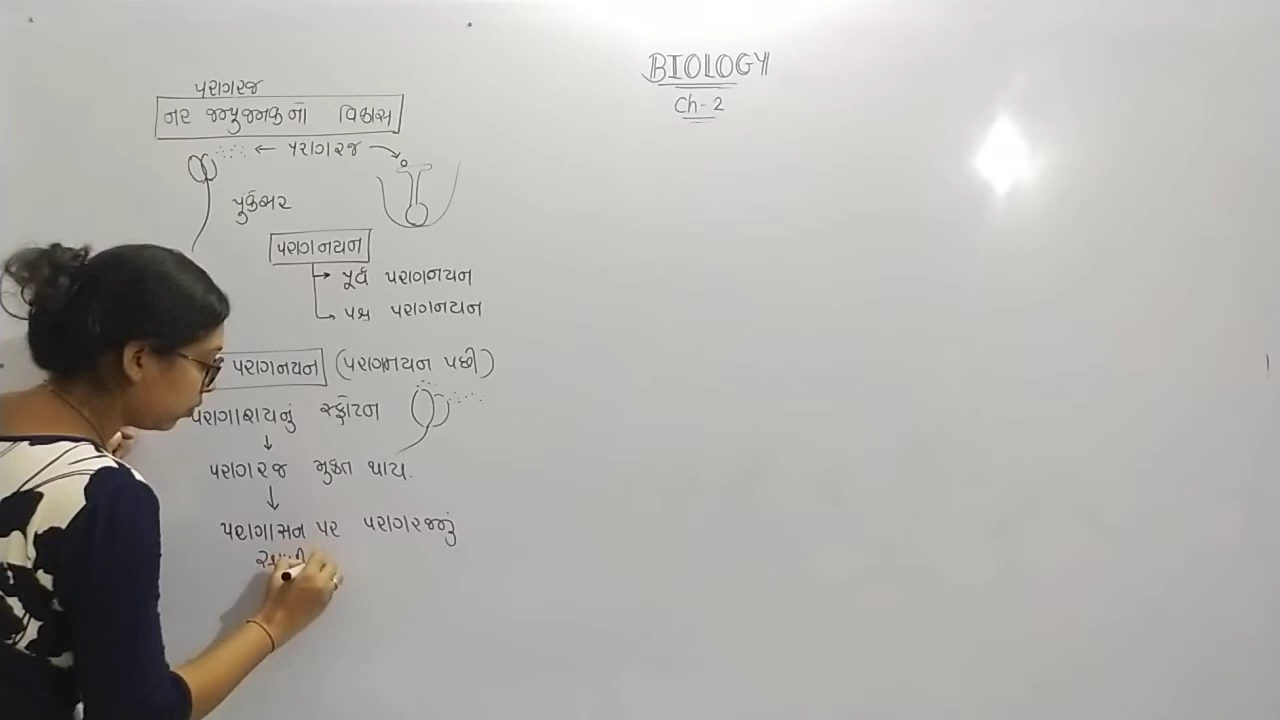 BIOLOGY
Ch-2
પરાગરજ
નર જન્યુજનકનો વિકાસ
← પરાગરજ →
પુંકેસર
પરાગનયન
→ પૂર્વ પરાગનયન
→ પશ્ચ પરાગનયન
પરાગનયન (પરાગનયન પછી)
પરાગાશયનું સ્ફોટન
↓
પરાગરજ મુક્ત થાય.
↓
પરાગાસન પર પરાગરજનું